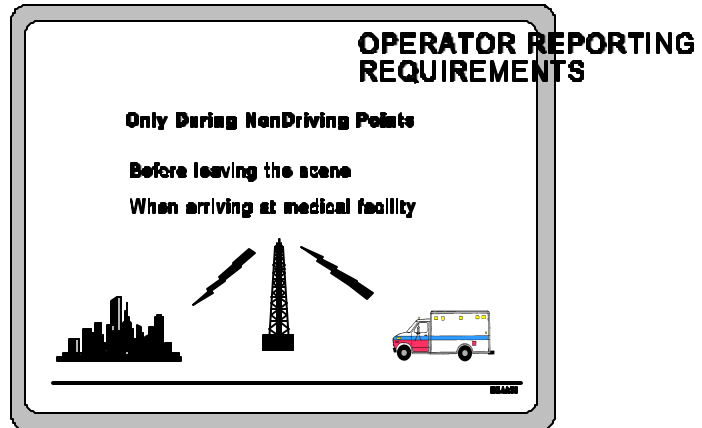 OPERATOR REPORTING
REQUIREMENTS
Only During NonDriving Points
Before leaving the scene
When arriving at medical facility